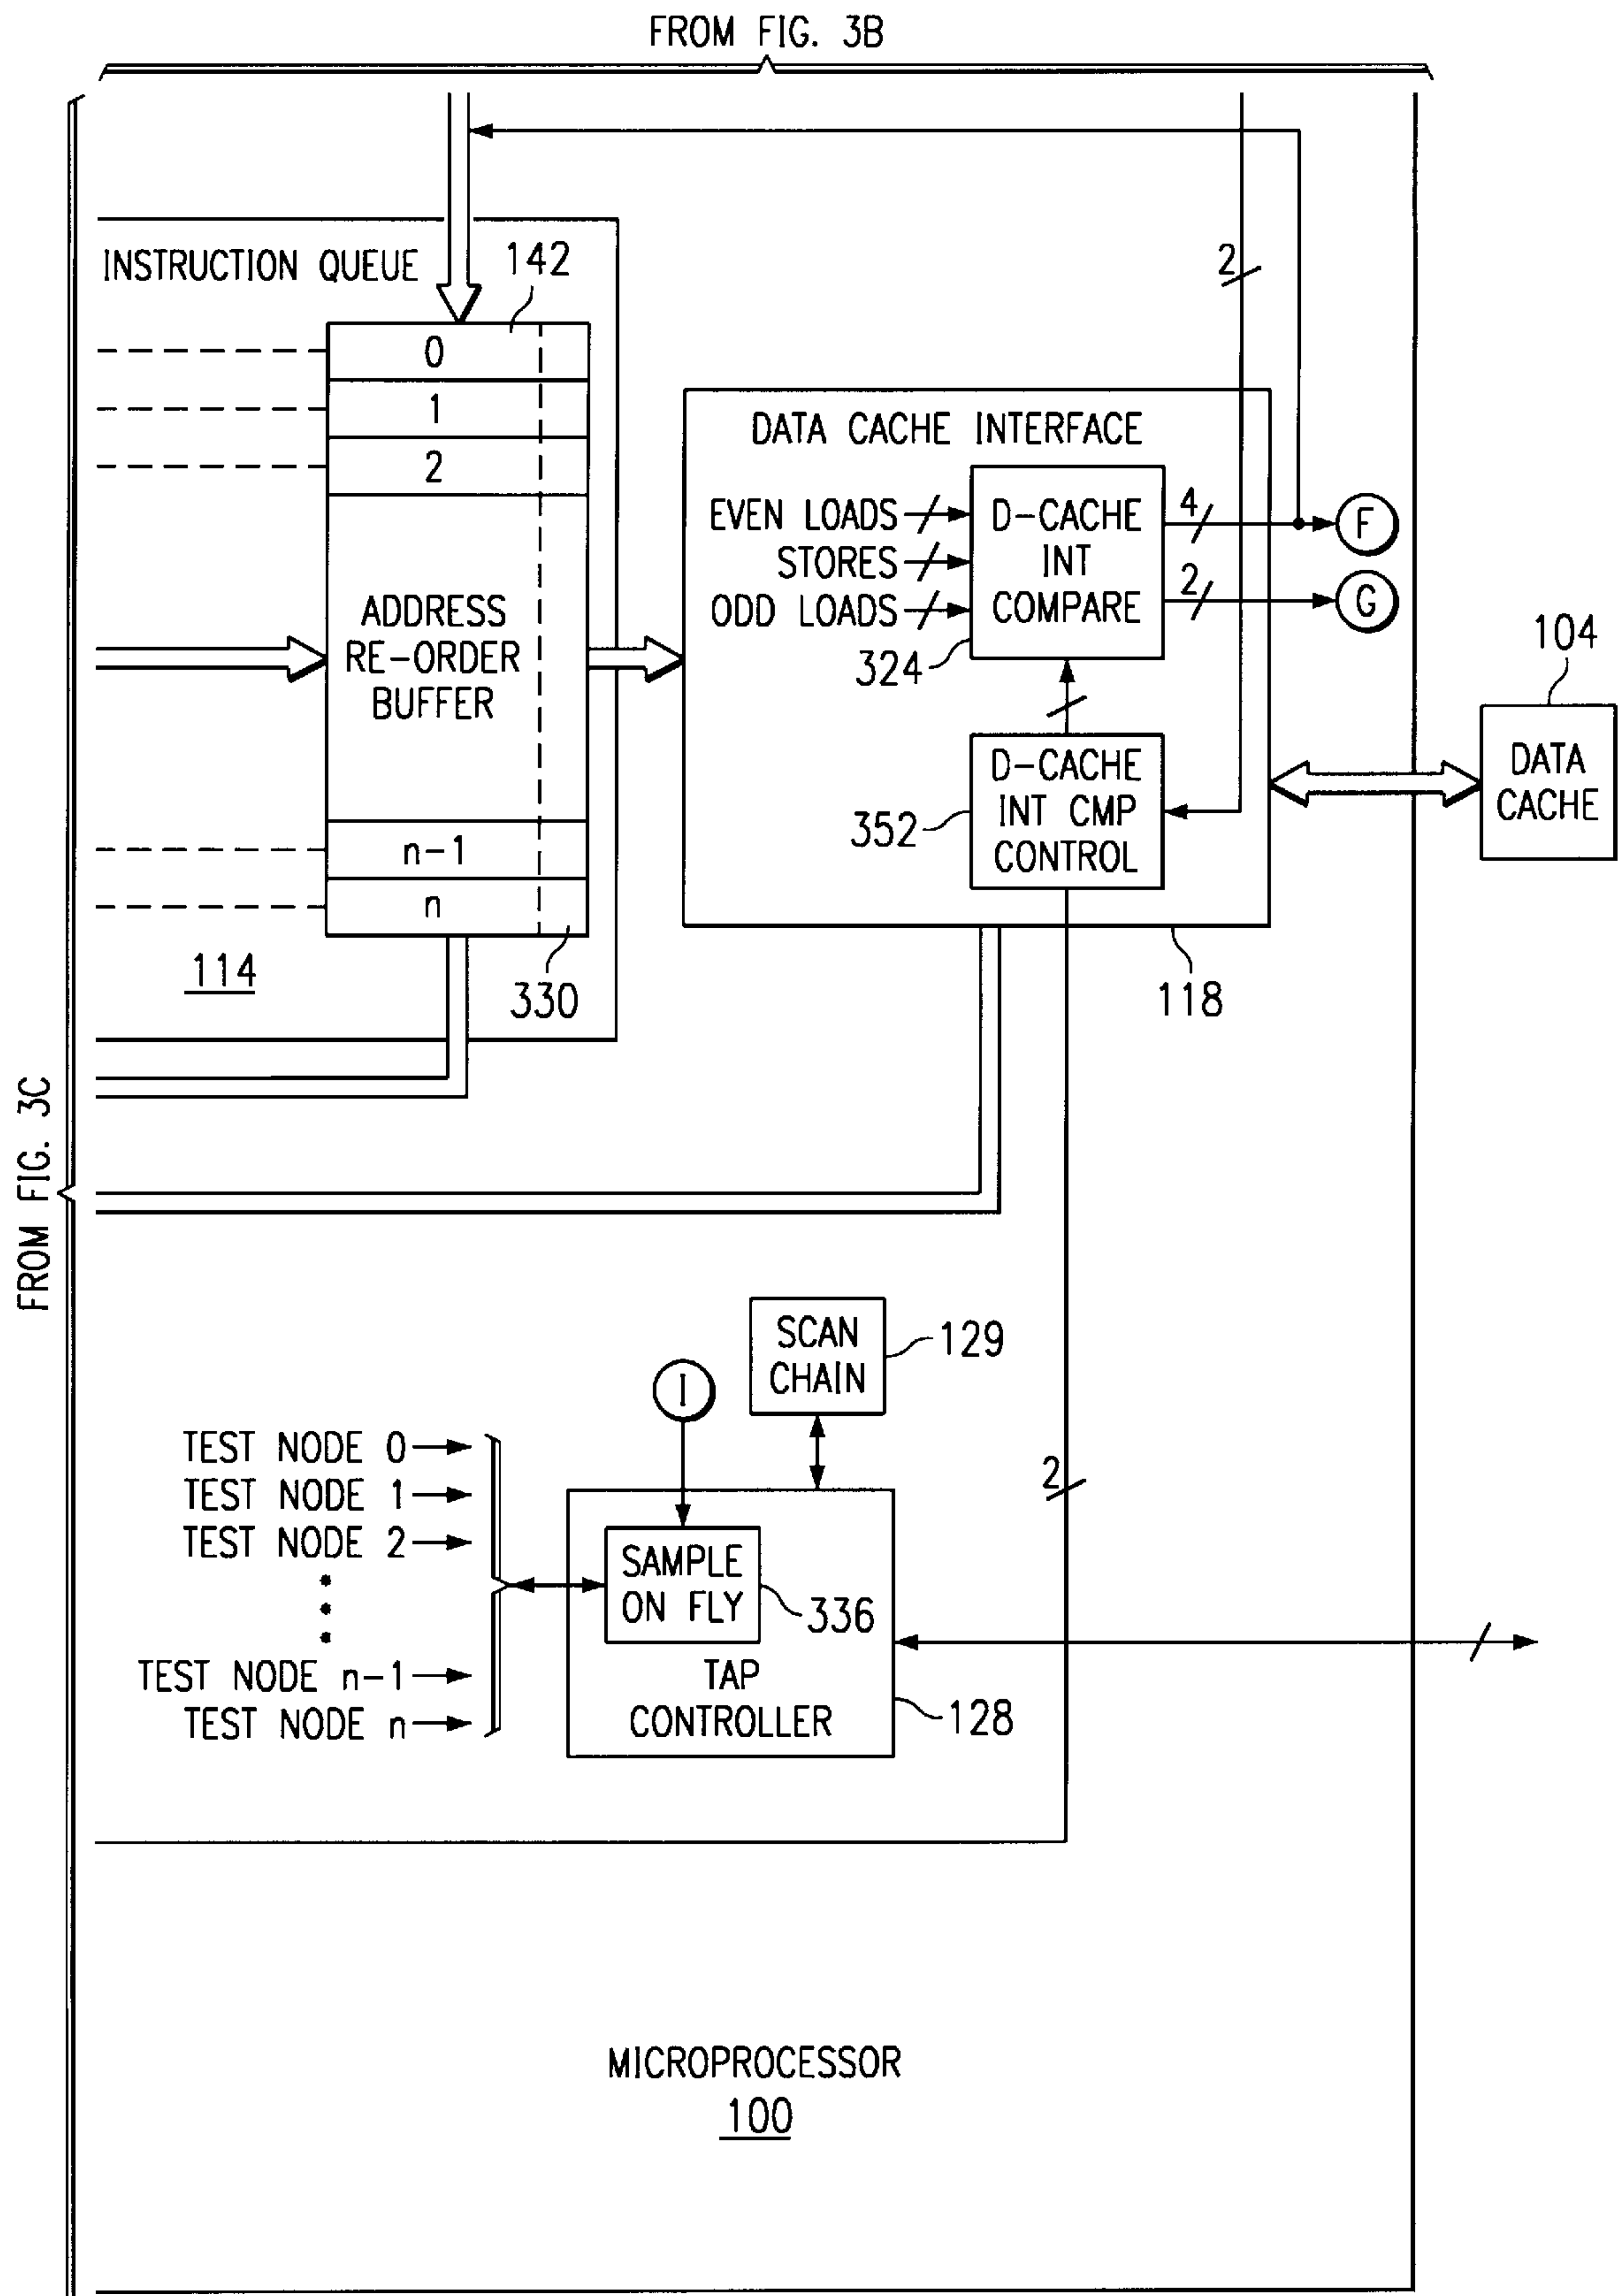 FROM FIG. 3B
INSTRUCTION QUEUE
142
2
0
1
2
ADDRESS
RE-ORDER
BUFFER
n-1
n
114
330
DATA CACHE INTERFACE
EVEN LOADS
STORES
ODD LOADS
D-CACHE
INT
COMPARE
324
4
2
F
G
D-CACHE
INT CMP
CONTROL
352
118
104
DATA
CACHE
FROM FIG. 3C
SCAN
CHAIN
129
I
TEST NODE 0
TEST NODE 1
TEST NODE 2
TEST NODE n-1
TEST NODE n
SAMPLE
ON FLY
336
TAP
CONTROLLER
128
2
MICROPROCESSOR
100